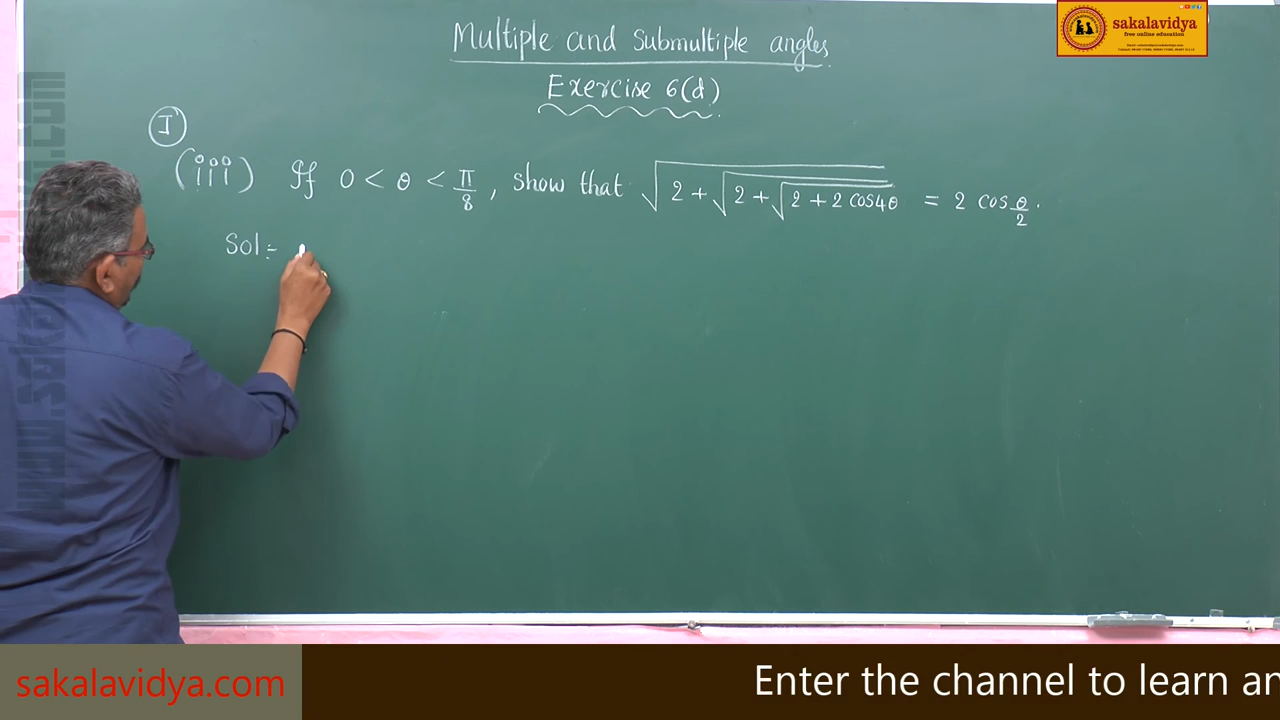 Multiple and Submultiple angles.
Exercise 6(d).
I
(iii) If 0 < θ < π/8, show that √(2 + √(2 + √(2 + 2 cos4θ))) = 2 cos θ/2.
Sol:-
sakalavidya
free online education
sakalavidya.com
Enter the channel to learn an